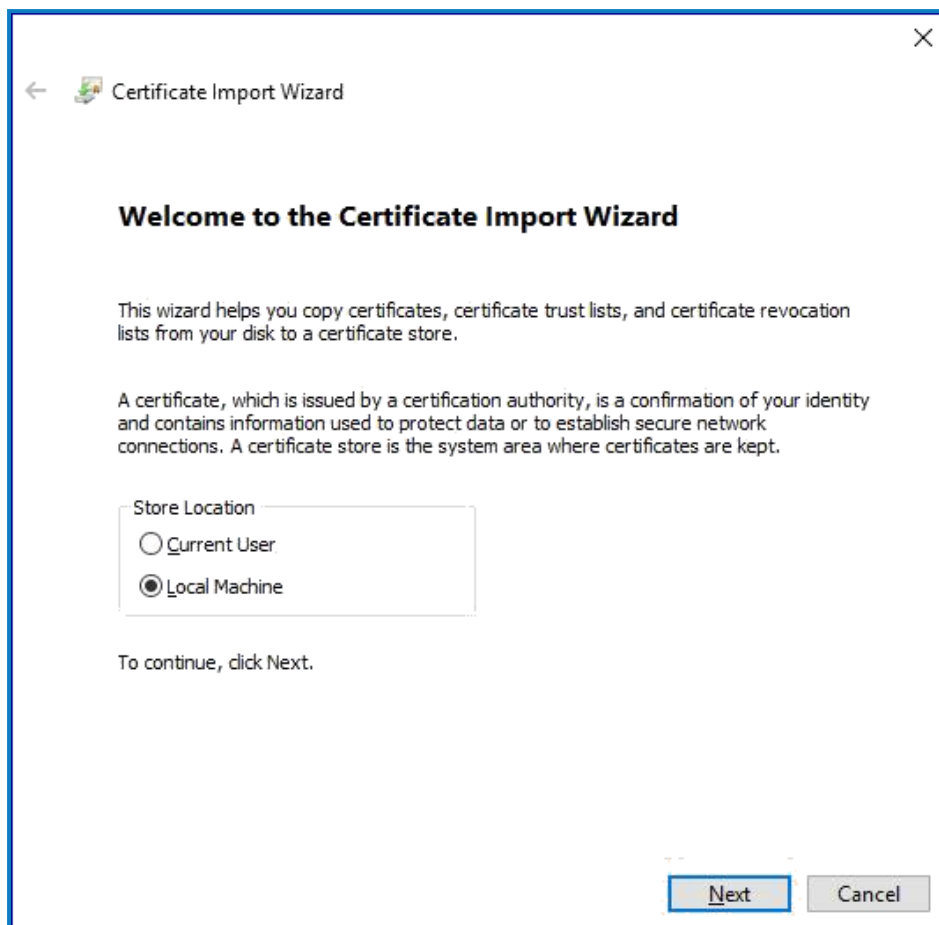 Certificate Import Wizard
Welcome to the Certificate Import Wizard
This wizard helps you copy certificates, certificate trust lists, and certificate revocation
lists from your disk to a certificate store.
A certificate, which is issued by a certification authority, is a confirmation of your identity
and contains information used to protect data or to establish secure network
connections. A certificate store is the system area where certificates are kept.
Store Location
Current User
Local Machine
To continue, click Next.
Next
Cancel